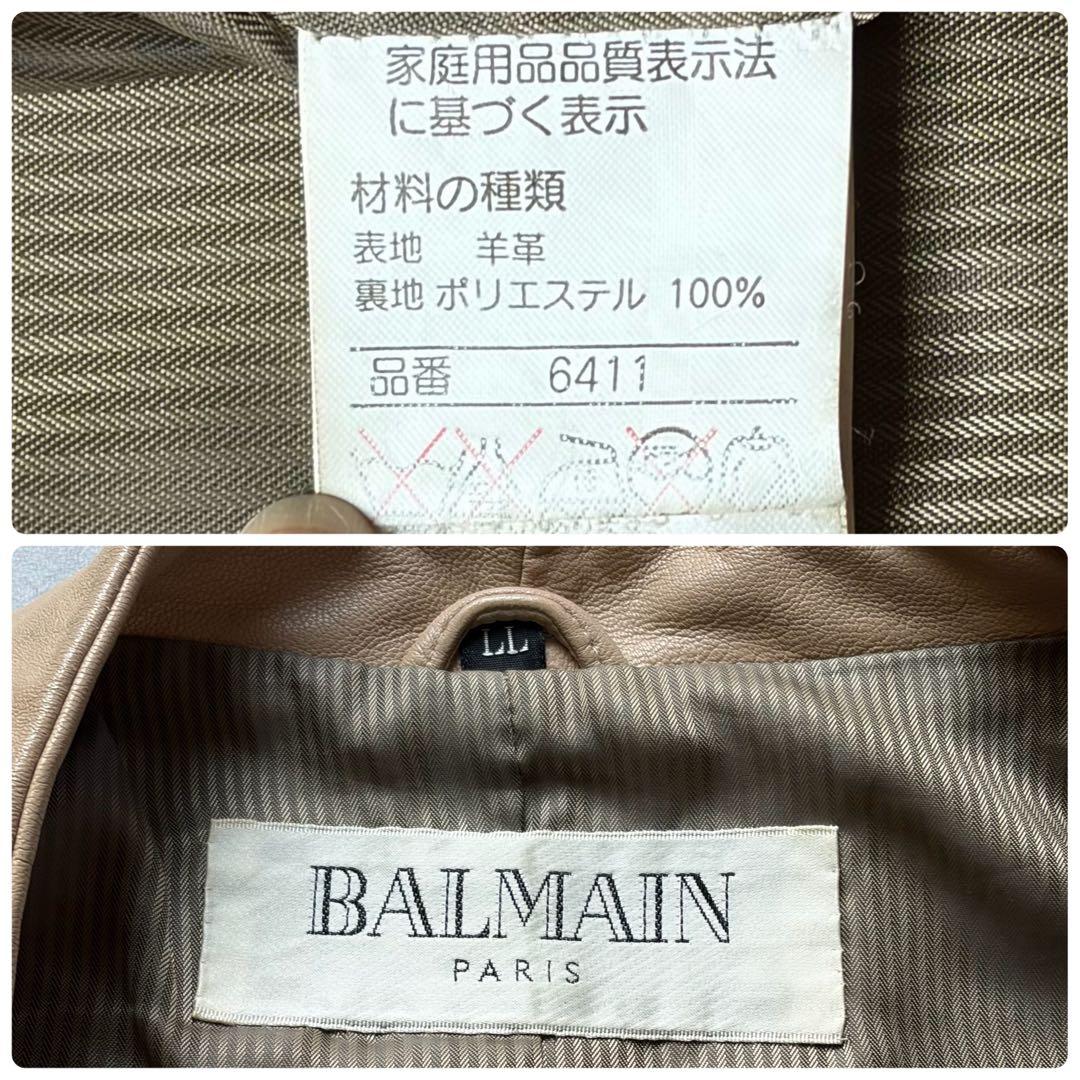 家庭用品品質表示法
に基づく表示
材料の種類
表地 羊革
裏地 ポリエステル 100%
品番 6411
LL
BALMAIN
PARIS